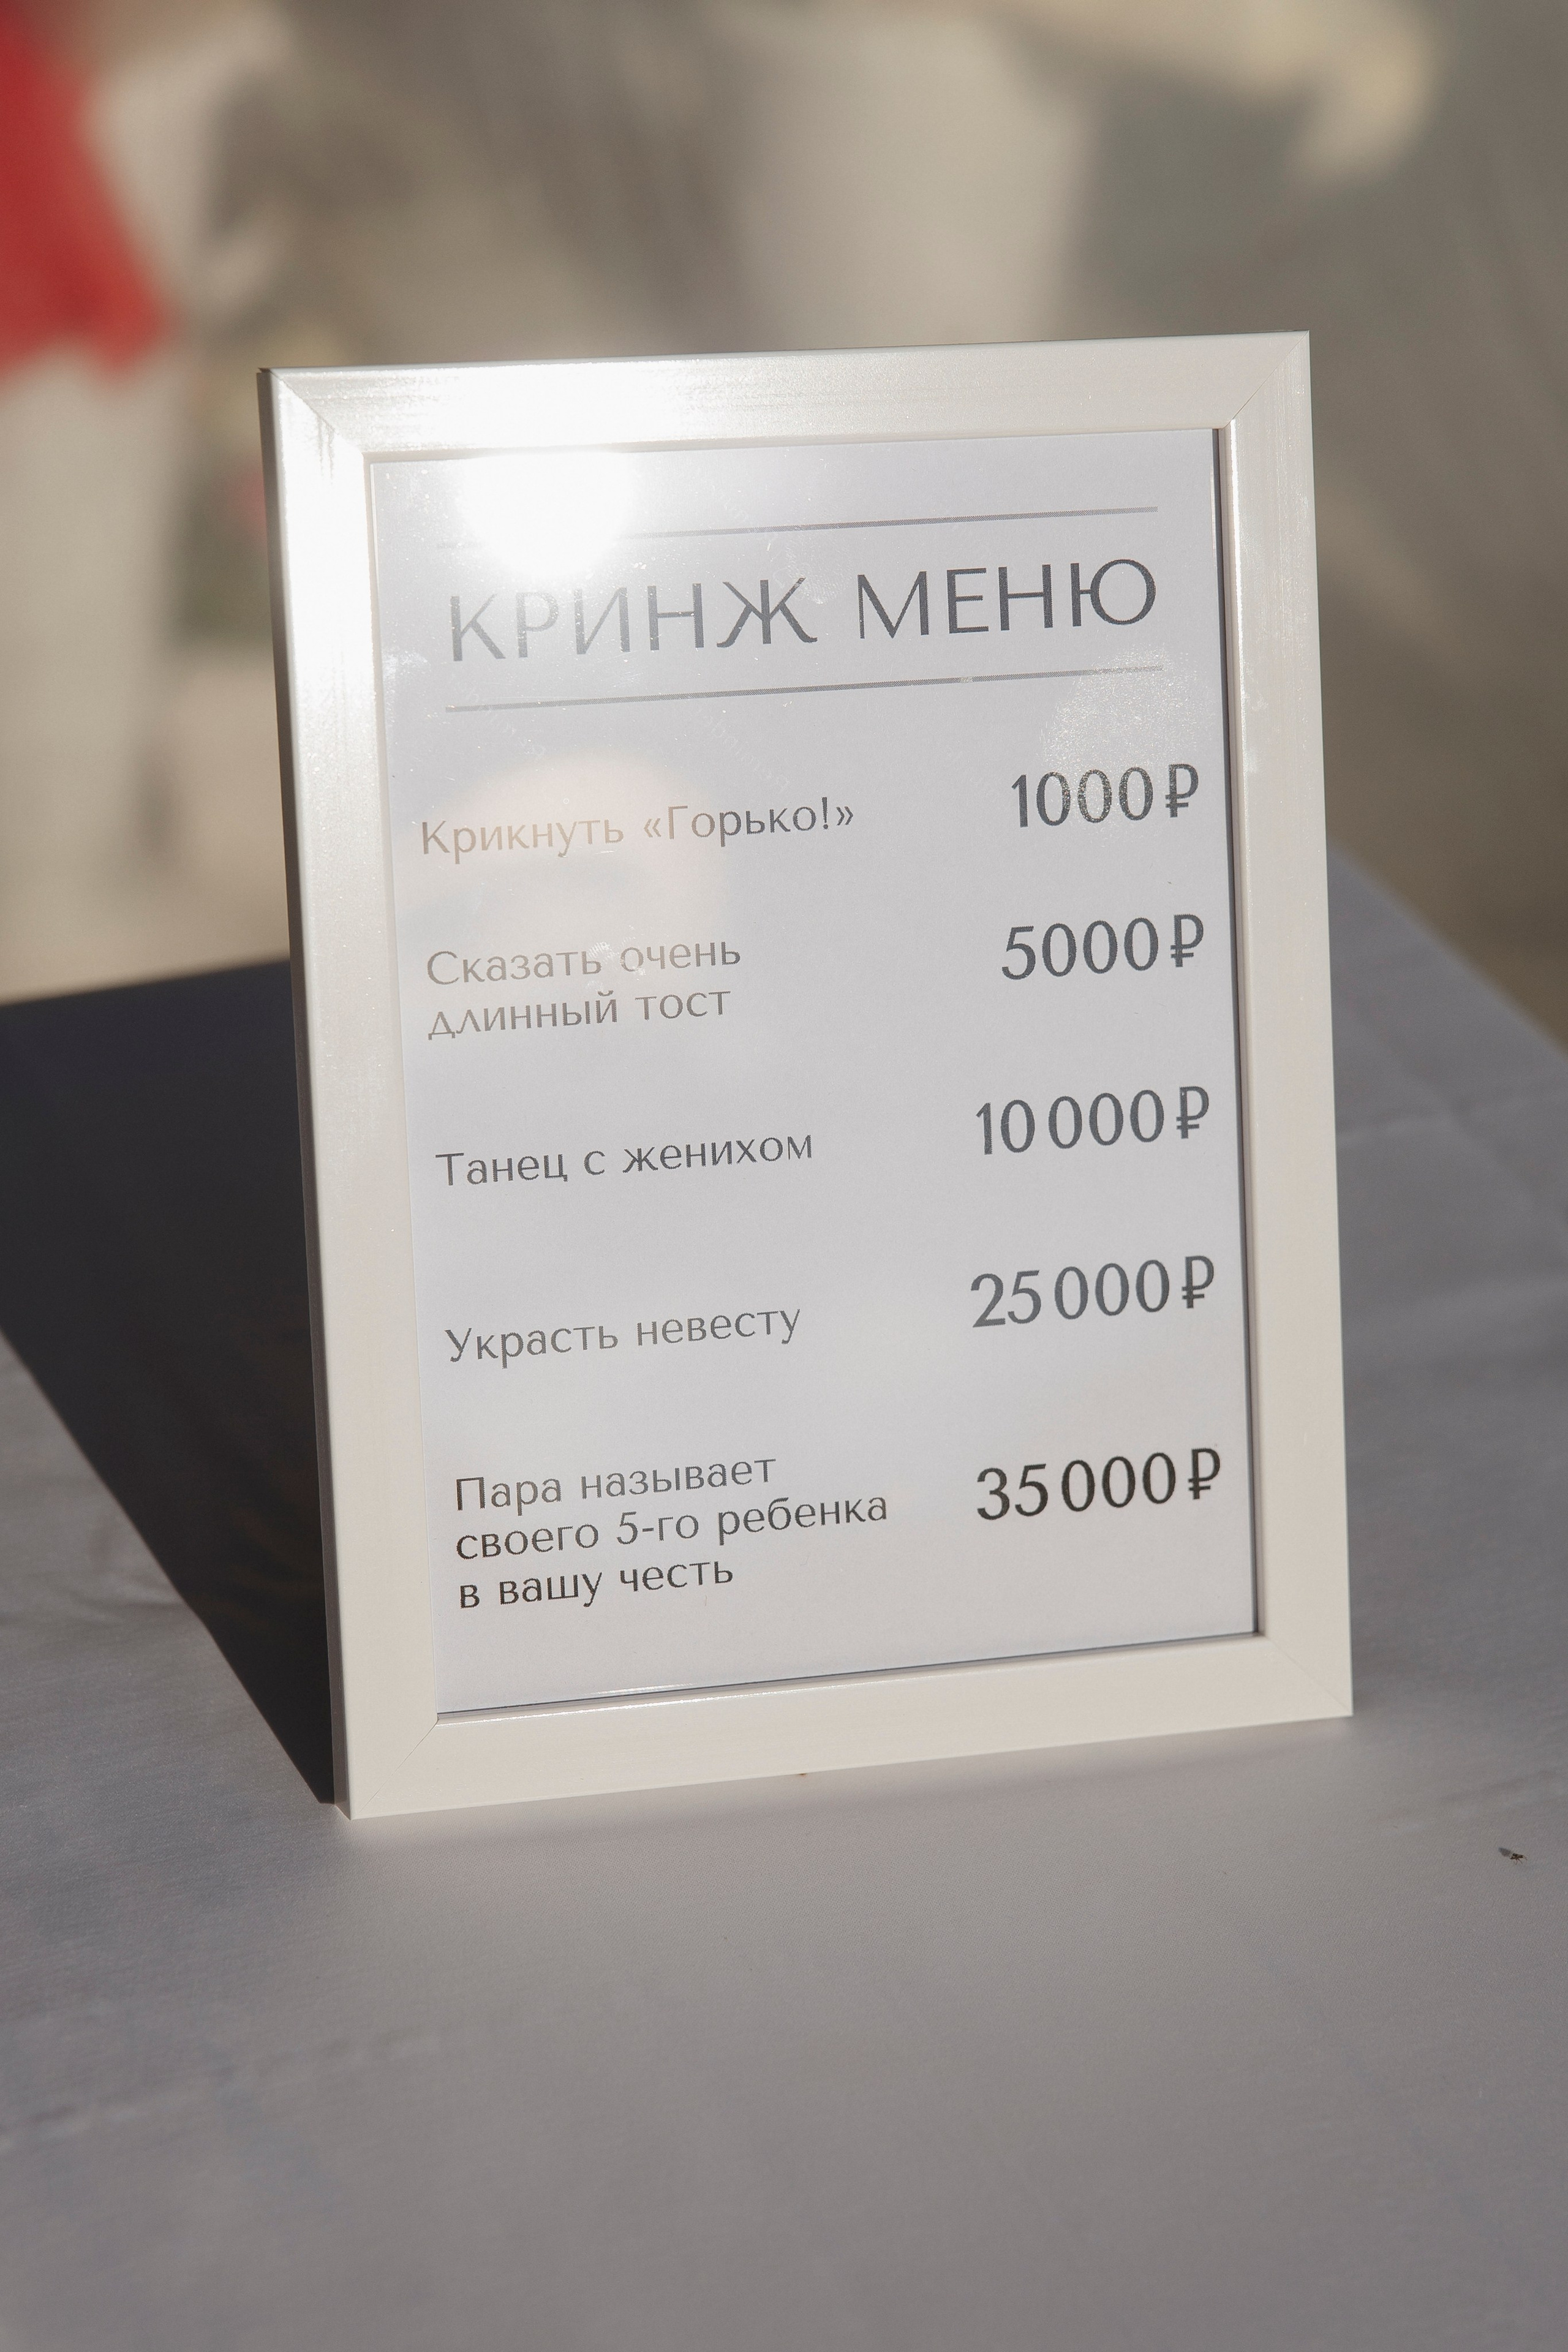 КРИНЖ МЕНЮ
Крикнуть «Горько!» 1000 ₽
Сказать очень 5000 ₽
длинный тост
Танец с женихом 10 000 ₽
Украсть невесту 25 000 ₽
Пара называет 35 000 ₽
своего 5-го ребенка
в вашу честь